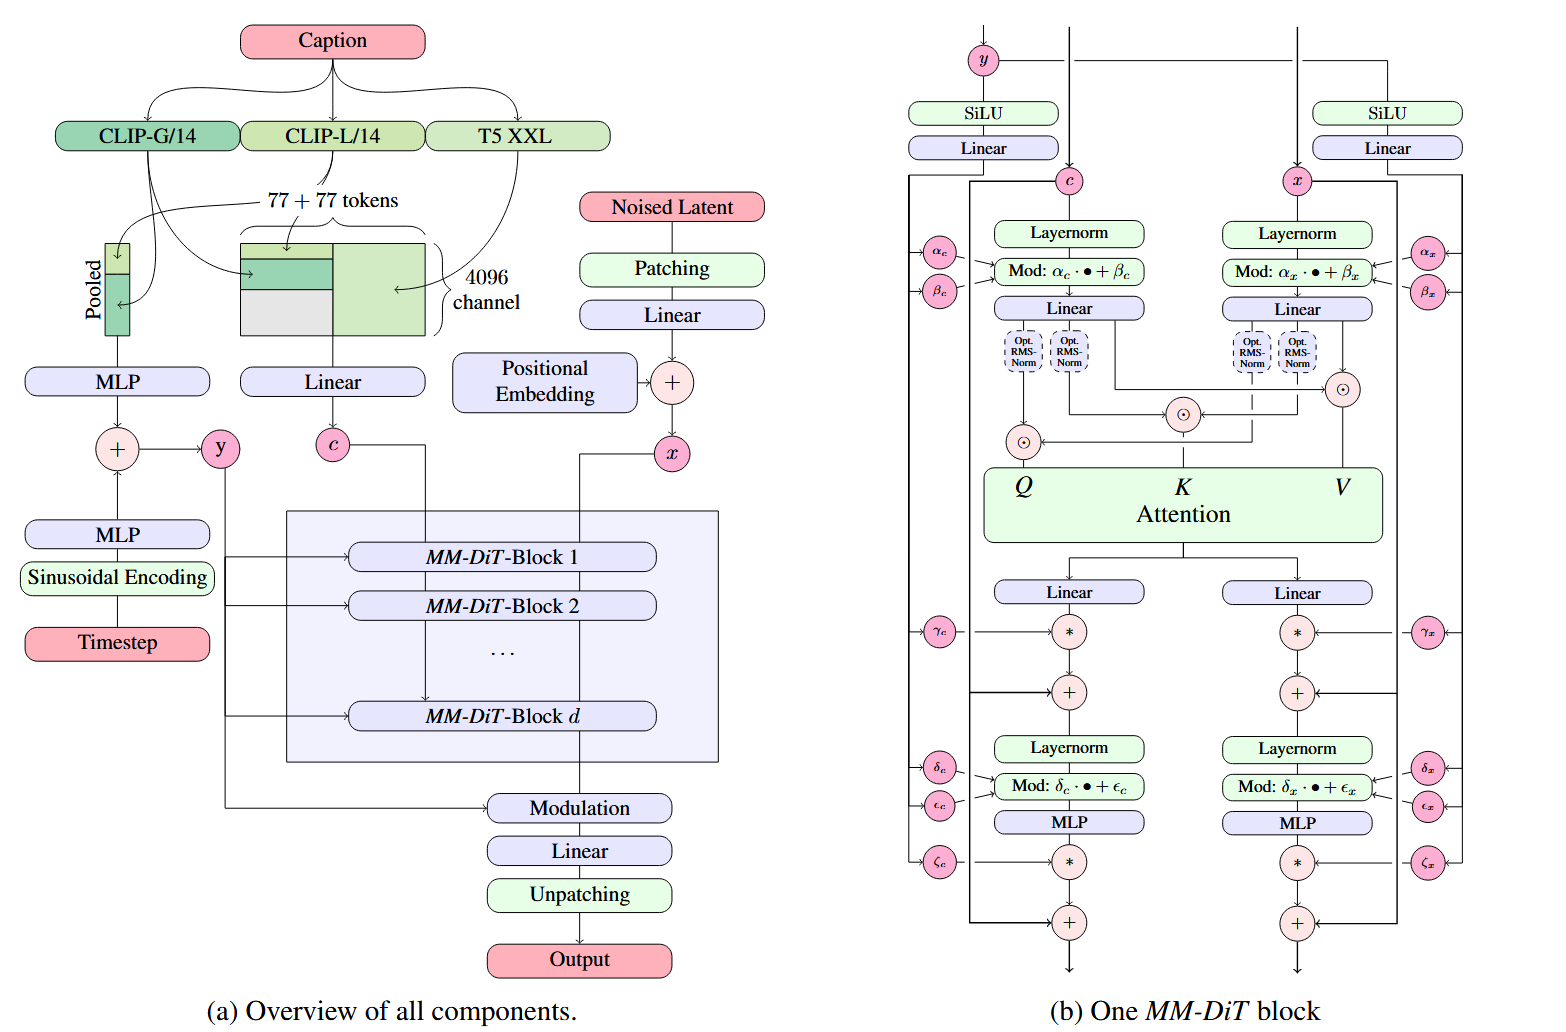 Caption
CLIP-G/14
CLIP-L/14
T5 XXL
77 + 77 tokens
Pooled
4096
channel
Noised Latent
Patching
Linear
Positional
Embedding
+
x
MLP
Linear
+
y
c
MLP
Sinusoidal Encoding
Timestep
MM-DiT-Block 1
MM-DiT-Block 2
. . .
MM-DiT-Block d
Modulation
Linear
Unpatching
Output
(a) Overview of all components.
y
SiLU
SiLU
Linear
Linear
c
x
Layernorm
Layernorm
α_c
Mod: α_c · • + β_c
Mod: α_x · • + β_x
α_x
β_c
β_x
Linear
Linear
Opt.
RMS-
Norm
Opt.
RMS-
Norm
Opt.
RMS-
Norm
Opt.
RMS-
Norm
⊙
⊙
⊙
Q K V
Attention
Linear
Linear
γ_c
*
*
γ_x
+
+
Layernorm
Layernorm
δ_c
Mod: δ_c · • + ϵ_c
Mod: δ_x · • + ϵ_x
δ_x
ϵ_c
ϵ_x
MLP
MLP
ζ_c
*
*
ζ_x
+
+
(b) One MM-DiT block